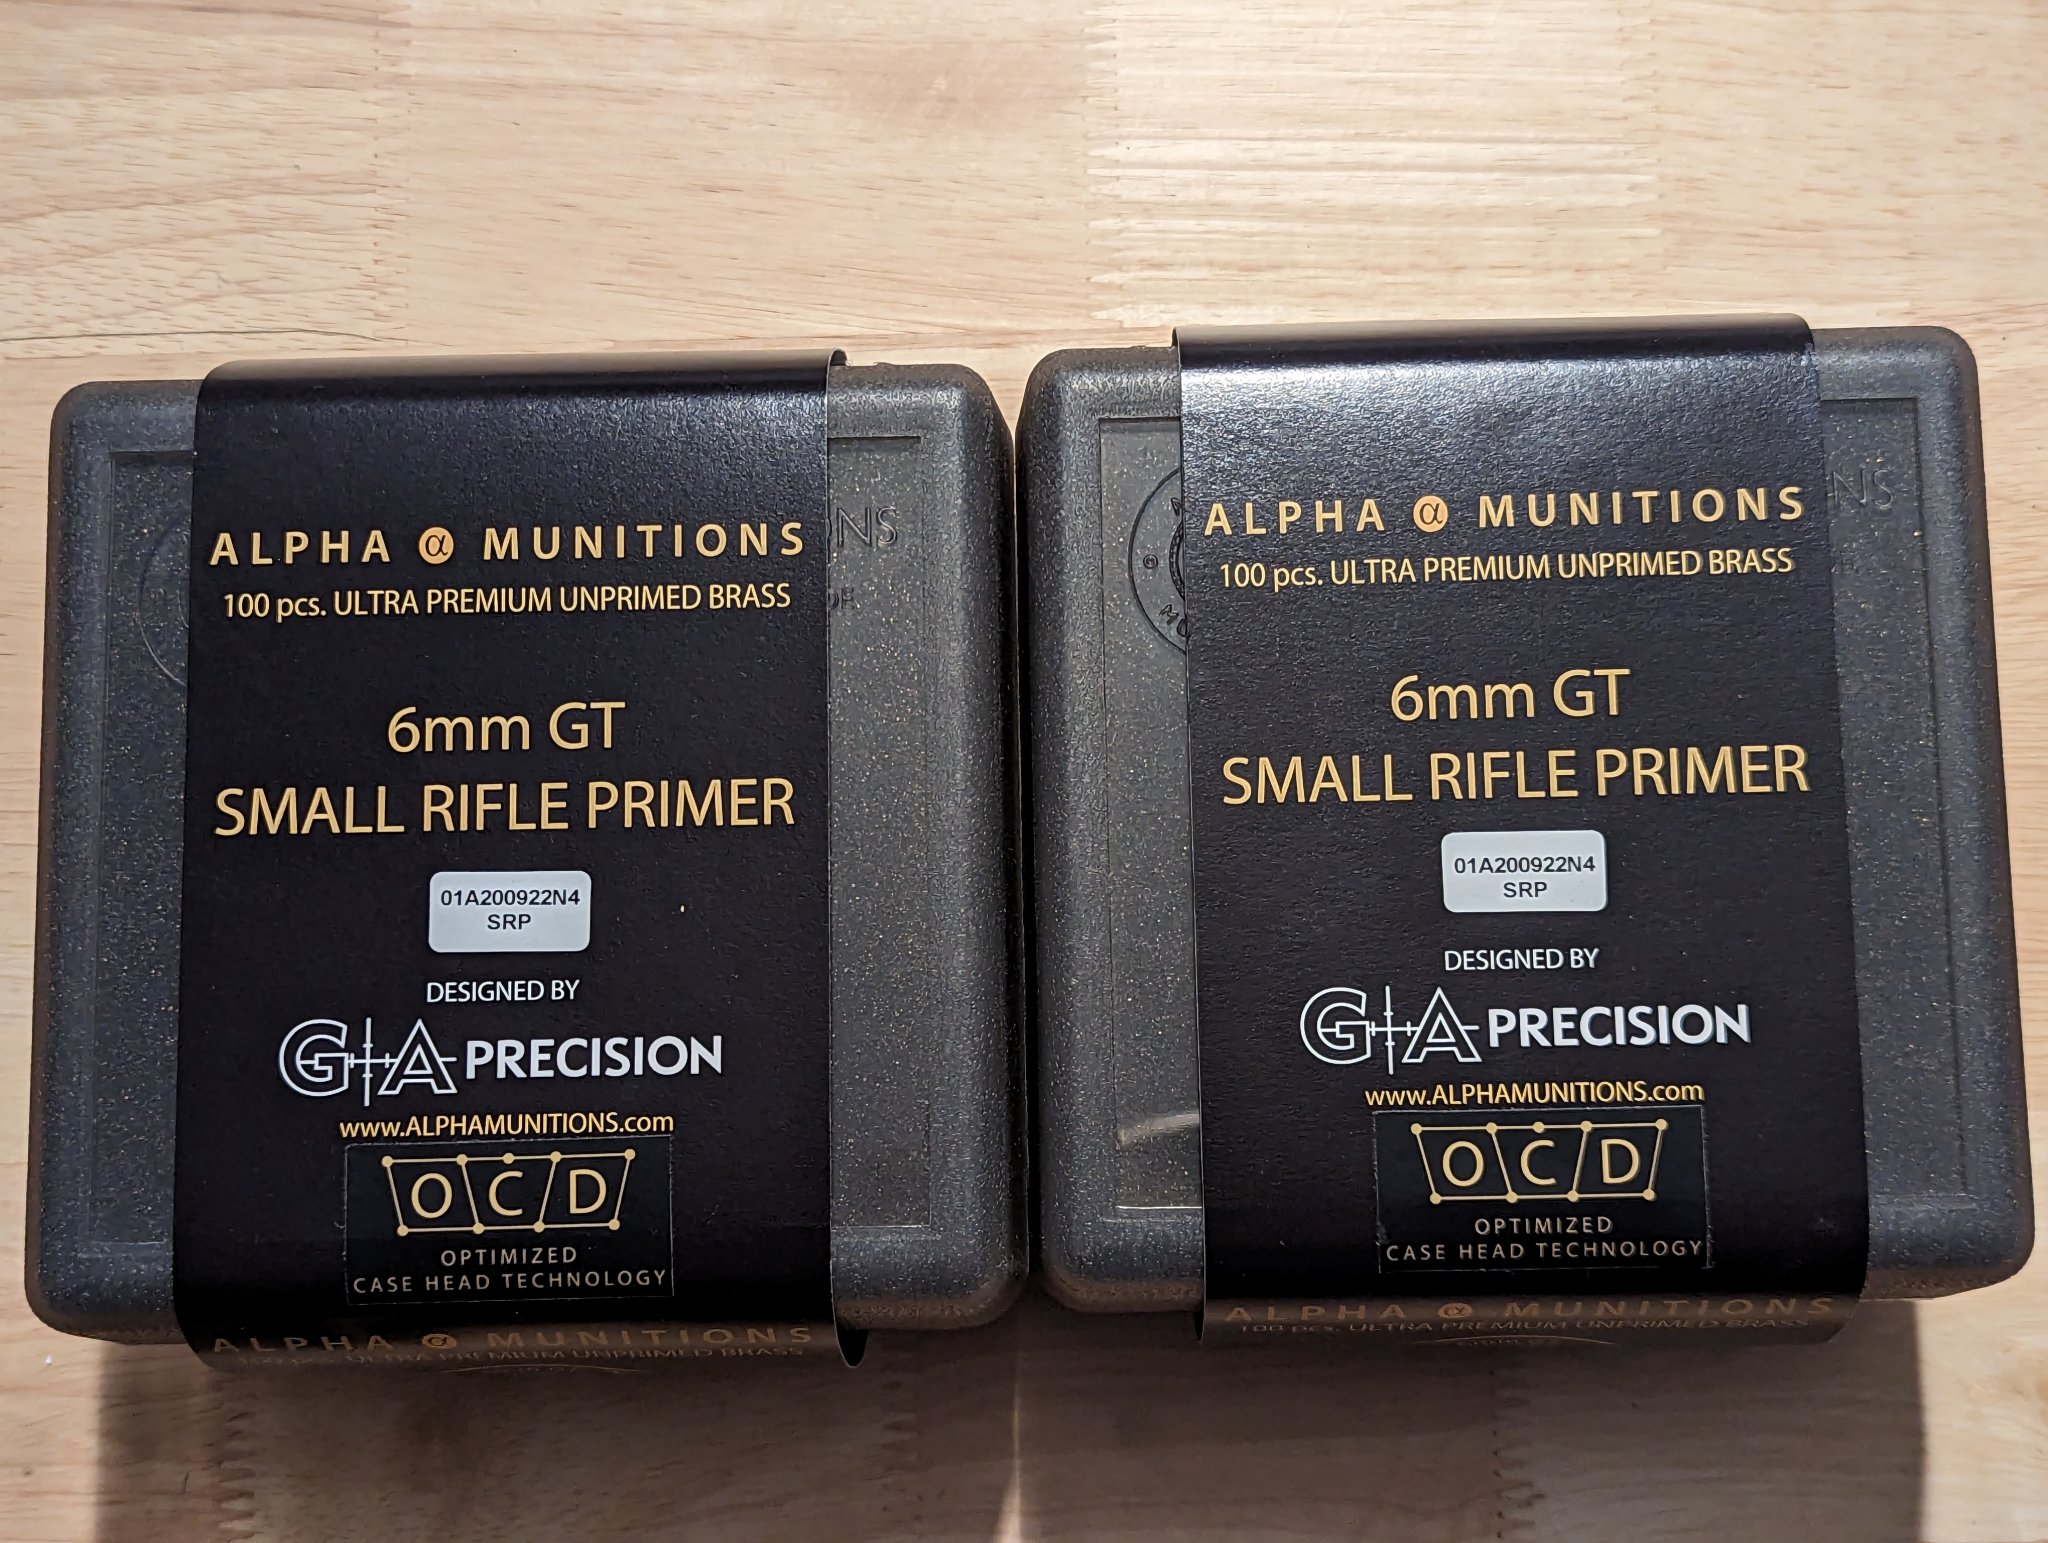 ALPHA α MUNITIONS
100 pcs. ULTRA PREMIUM UNPRIMED BRASS
6mm GT
SMALL RIFLE PRIMER
01A200922N4
SRP
DESIGNED BY
GA PRECISION
www.ALPHAMUNITIONS.com
OCD
OPTIMIZED
CASE HEAD TECHNOLOGY
ALPHA α MUNITIONS
100 pcs. ULTRA PREMIUM UNPRIMED BRASS
ALPHA α MUNITIONS
100 pcs. ULTRA PREMIUM UNPRIMED BRASS
6mm GT
SMALL RIFLE PRIMER
01A200922N4
SRP
DESIGNED BY
GA PRECISION
www.ALPHAMUNITIONS.com
OCD
OPTIMIZED
CASE HEAD TECHNOLOGY
ALPHA α MUNITIONS
100 pcs. ULTRA PREMIUM UNPRIMED BRASS